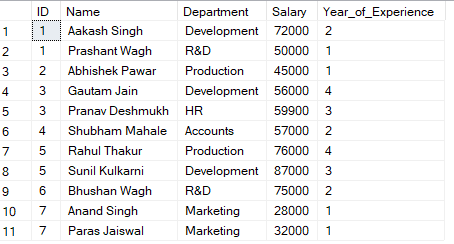 ID Name Department Salary Year_of_Experience
1 1 Aakash Singh Development 72000 2
2 1 Prashant Wagh R&D 50000 1
3 2 Abhishek Pawar Production 45000 1
4 3 Gautam Jain Development 56000 4
5 3 Pranav Deshmukh HR 59900 3
6 4 Shubham Mahale Accounts 57000 2
7 5 Rahul Thakur Production 76000 4
8 5 Sunil Kulkarni Development 87000 3
9 6 Bhushan Wagh R&D 75000 2
10 7 Anand Singh Marketing 28000 1
11 7 Paras Jaiswal Marketing 32000 1